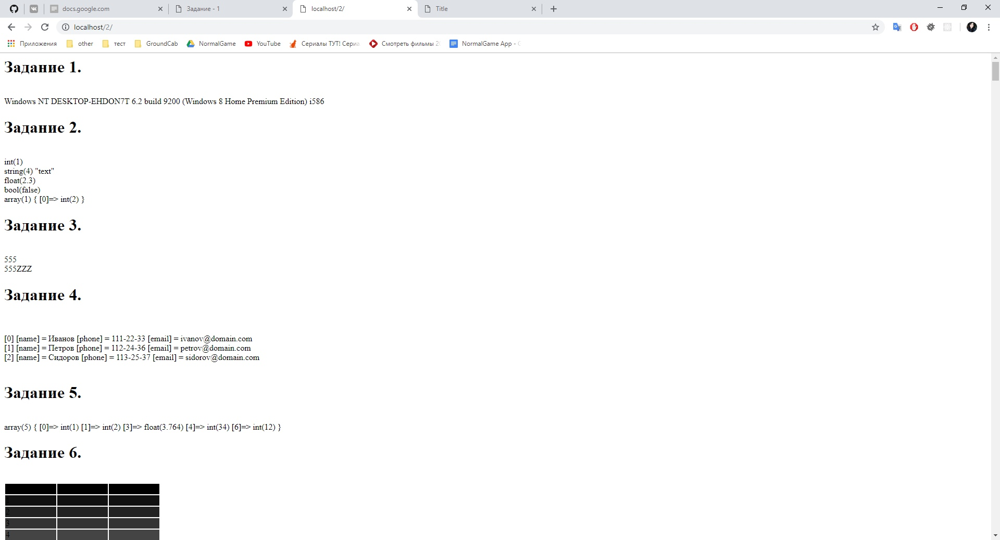 docs.google.com
Задание - 1
localhost/2/
Title
localhost/2/
Приложения
other
тест
GroundCab
NormalGame
YouTube
Сериалы ТУТ! Сериа
Смотреть фильмы 20
NormalGame App -
Задание 1.
Windows NT DESKTOP-EHDON7T 6.2 build 9200 (Windows 8 Home Premium Edition) i586
Задание 2.
int(1)
string(4) "text"
float(2.3)
bool(false)
array(1) { [0]=> int(2) }
Задание 3.
555
555ZZZ
Задание 4.
[0] [name] = Иванов [phone] = 111-22-33 [email] = ivanov@domain.com
[1] [name] = Петров [phone] = 112-24-36 [email] = petrov@domain.com
[2] [name] = Сидоров [phone] = 113-25-37 [email] = sidorov@domain.com
Задание 5.
array(5) { [0]=> int(1) [1]=> int(2) [3]=> float(3.764) [4]=> int(34) [6]=> int(12) }
Задание 6.
1
2
3
4